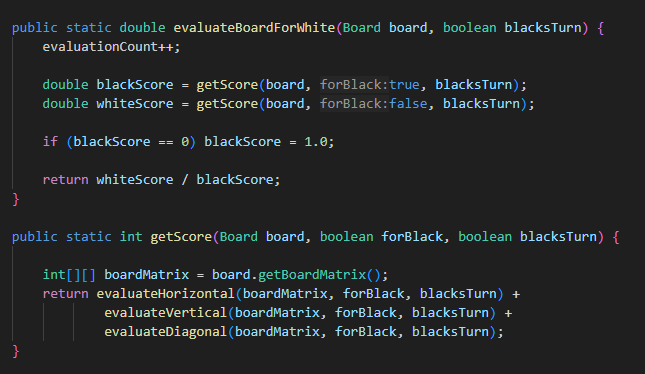 public static double evaluateBoardForWhite(Board board, boolean blacksTurn) {
evaluationCount++;
double blackScore = getScore(board, forBlack:true, blacksTurn);
double whiteScore = getScore(board, forBlack:false, blacksTurn);
if (blackScore == 0) blackScore = 1.0;
return whiteScore / blackScore;
}
public static int getScore(Board board, boolean forBlack, boolean blacksTurn) {
int[][] boardMatrix = board.getBoardMatrix();
return evaluateHorizontal(boardMatrix, forBlack, blacksTurn) +
evaluateVertical(boardMatrix, forBlack, blacksTurn) +
evaluateDiagonal(boardMatrix, forBlack, blacksTurn);
}